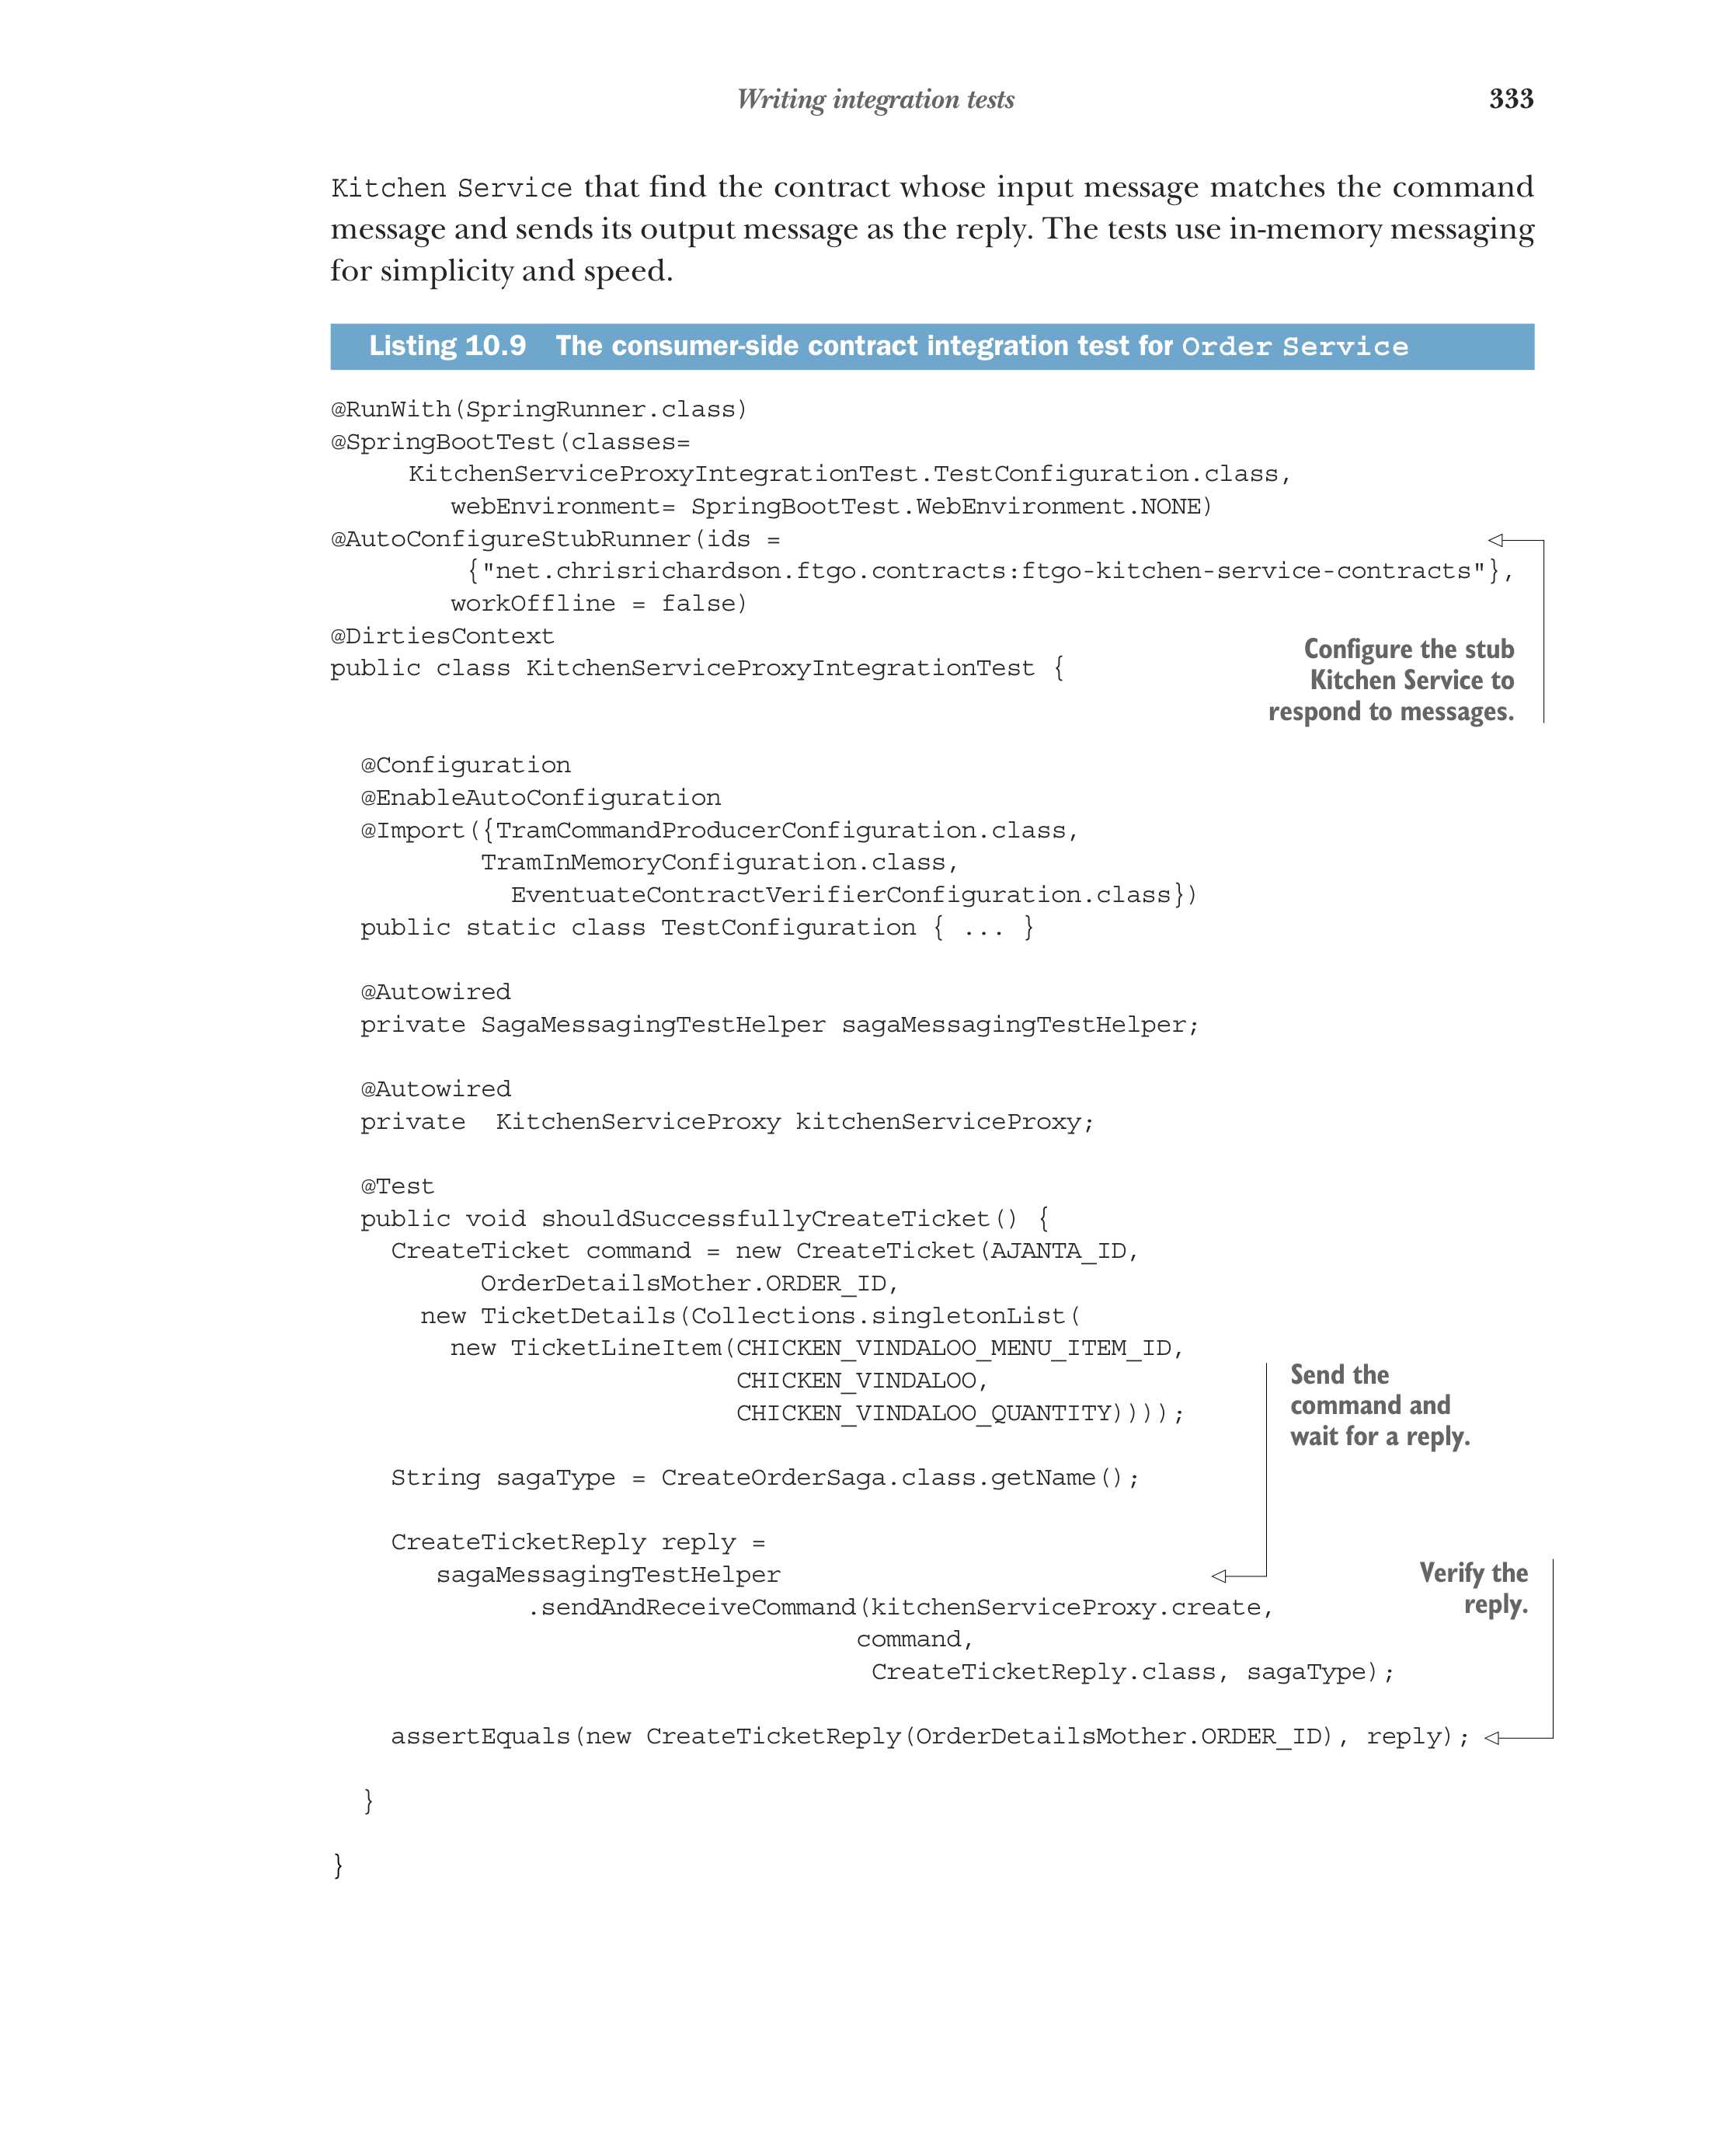 Writing integration tests 333
Kitchen Service that find the contract whose input message matches the command
message and sends its output message as the reply. The tests use in-memory messaging
for simplicity and speed.
Listing 10.9 The consumer-side contract integration test for Order Service
@RunWith(SpringRunner.class)
@SpringBootTest(classes=
KitchenServiceProxyIntegrationTest.TestConfiguration.class,
webEnvironment= SpringBootTest.WebEnvironment.NONE)
@AutoConfigureStubRunner(ids =
{"net.chrisrichardson.ftgo.contracts:ftgo-kitchen-service-contracts"},
workOffline = false)
@DirtiesContext
public class KitchenServiceProxyIntegrationTest {
Configure the stub
Kitchen Service to
respond to messages.
@Configuration
@EnableAutoConfiguration
@Import({TramCommandProducerConfiguration.class,
TramInMemoryConfiguration.class,
EventuateContractVerifierConfiguration.class})
public static class TestConfiguration { ... }
@Autowired
private SagaMessagingTestHelper sagaMessagingTestHelper;
@Autowired
private  KitchenServiceProxy kitchenServiceProxy;
@Test
public void shouldSuccessfullyCreateTicket() {
CreateTicket command = new CreateTicket(AJANTA_ID,
OrderDetailsMother.ORDER_ID,
new TicketDetails(Collections.singletonList(
new TicketLineItem(CHICKEN_VINDALOO_MENU_ITEM_ID,
CHICKEN_VINDALOO,
CHICKEN_VINDALOO_QUANTITY))));
Send the
command and
wait for a reply.
String sagaType = CreateOrderSaga.class.getName();
CreateTicketReply reply =
sagaMessagingTestHelper
.sendAndReceiveCommand(kitchenServiceProxy.create,
command,
CreateTicketReply.class, sagaType);
Verify the
reply.
assertEquals(new CreateTicketReply(OrderDetailsMother.ORDER_ID), reply);
}
}